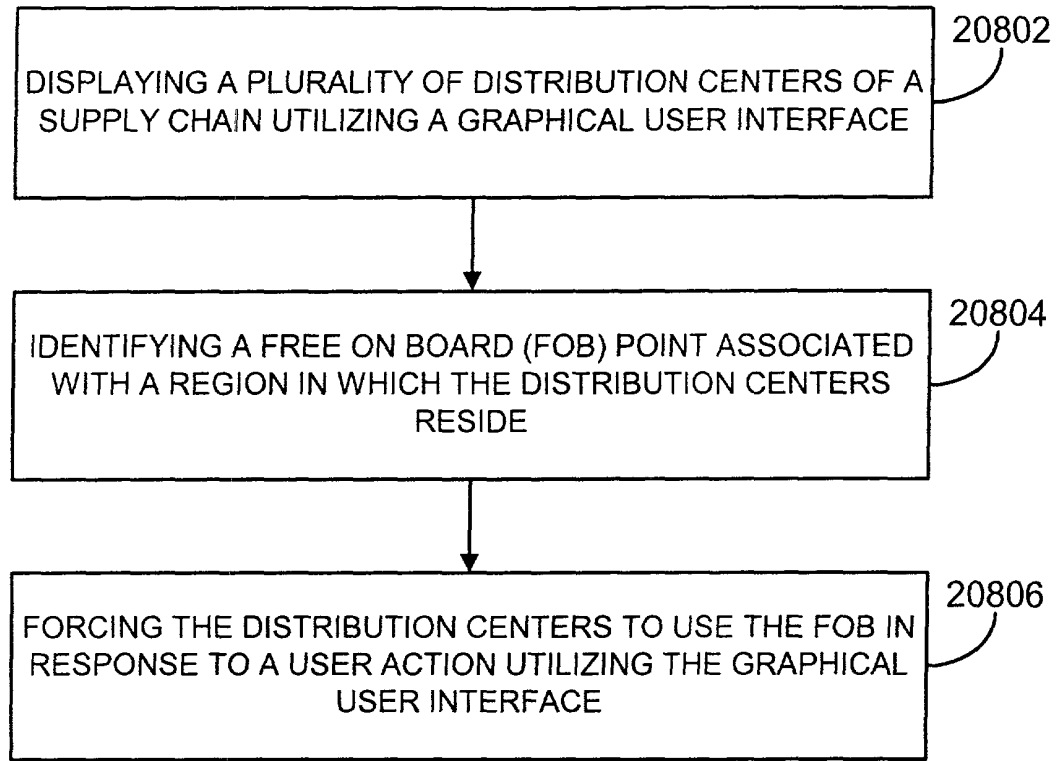 20802
DISPLAYING A PLURALITY OF DISTRIBUTION CENTERS OF A
SUPPLY CHAIN UTILIZING A GRAPHICAL USER INTERFACE
20804
IDENTIFYING A FREE ON BOARD (FOB) POINT ASSOCIATED
WITH A REGION IN WHICH THE DISTRIBUTION CENTERS
RESIDE
20806
FORCING THE DISTRIBUTION CENTERS TO USE THE FOB IN
RESPONSE TO A USER ACTION UTILIZING THE GRAPHICAL
USER INTERFACE